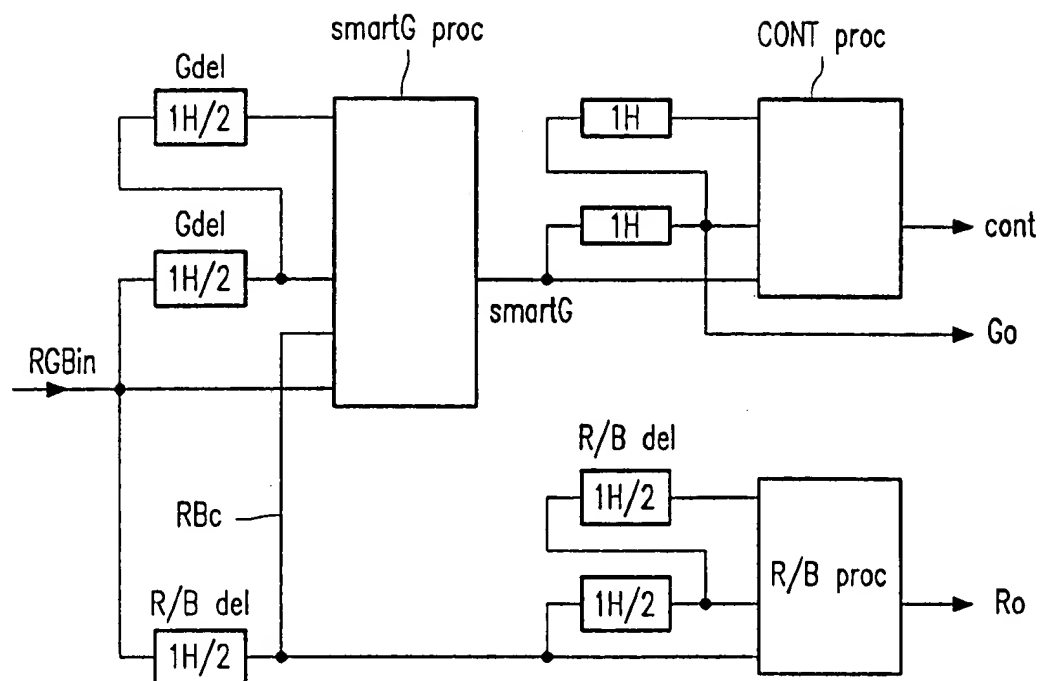 smartG proc
CONT proc
Gdel
1H/2
1H
Gdel
1H/2
1H
cont
smartG
Go
RGBin
R/B del
1H/2
RBc
R/B proc
1H/2
Ro
R/B del
1H/2